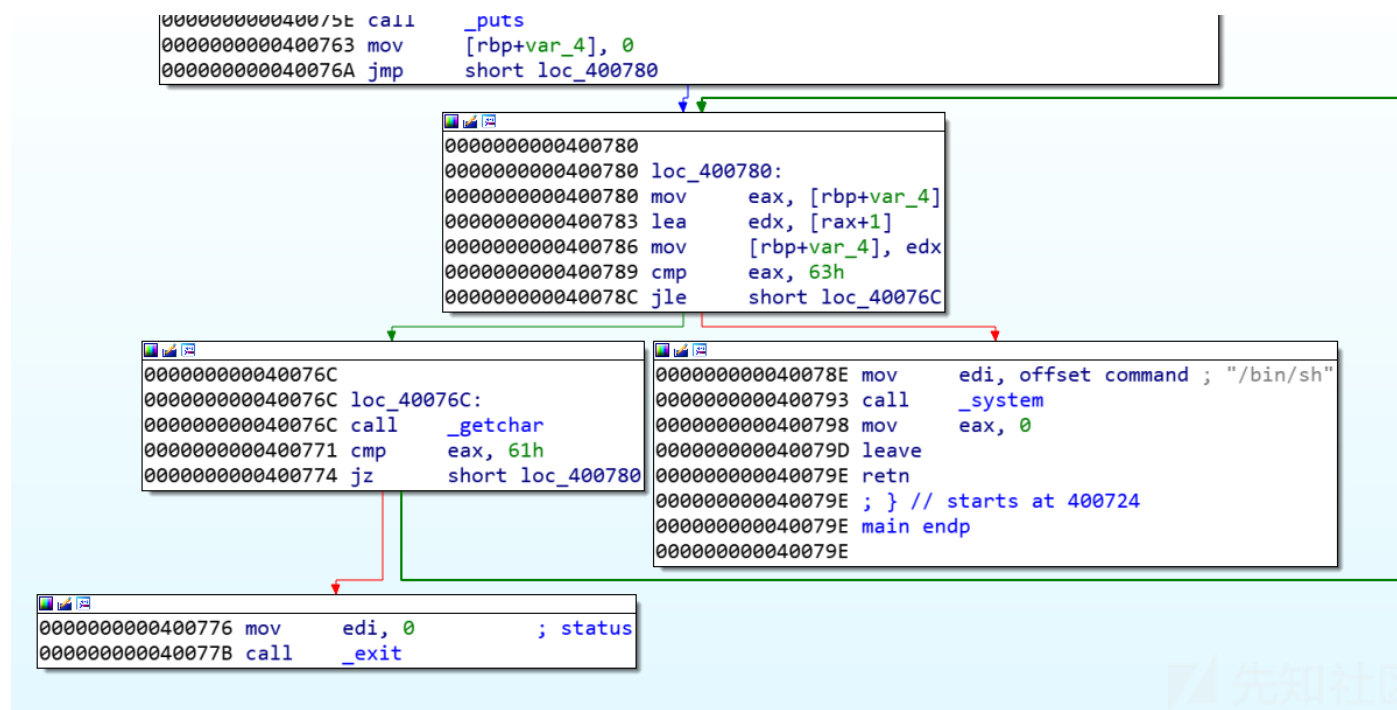 000000000040075E call _puts
0000000000400763 mov [rbp+var_4], 0
000000000040076A jmp short loc_400780
0000000000400780
0000000000400780 loc_400780:
0000000000400780 mov eax, [rbp+var_4]
0000000000400783 lea edx, [rax+1]
0000000000400786 mov [rbp+var_4], edx
0000000000400789 cmp eax, 63h
000000000040078C jle short loc_40076C
000000000040076C
000000000040076C loc_40076C:
000000000040076C call _getchar
0000000000400771 cmp eax, 61h
0000000000400774 jz short loc_400780
000000000040078E mov edi, offset command ; "/bin/sh"
0000000000400793 call _system
0000000000400798 mov eax, 0
000000000040079D leave
000000000040079E retn
000000000040079E ; } // starts at 400724
000000000040079E main endp
000000000040079E
0000000000400776 mov edi, 0 ; status
000000000040077B call _exit
先知社区